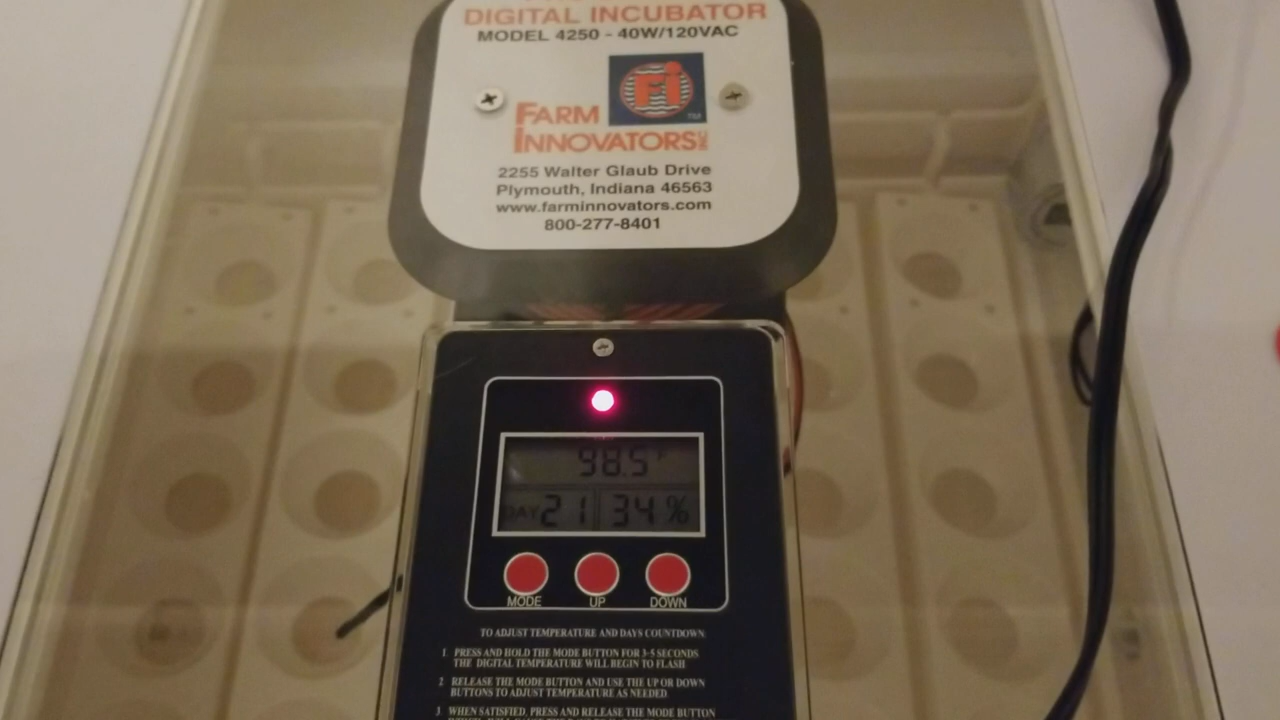 DIGITAL INCUBATOR
MODEL 4250 - 40W/120VAC
Fi
TM
FARM
INNOVATORS INC
2255 Walter Glaub Drive
Plymouth, Indiana 46563
www.farminnovators.com
800-277-8401
98.5°F
DAY 21 34 %
MODE UP DOWN
TO ADJUST TEMPERATURE AND DAYS COUNTDOWN:
1. PRESS AND HOLD THE MODE BUTTON FOR 3-5 SECONDS
THE DIGITAL TEMPERATURE WILL BEGIN TO FLASH
2. RELEASE THE MODE BUTTON AND USE THE UP OR DOWN
BUTTONS TO ADJUST TEMPERATURE AS NEEDED.
3. WHEN SATISFIED, PRESS AND RELEASE THE MODE BUTTON